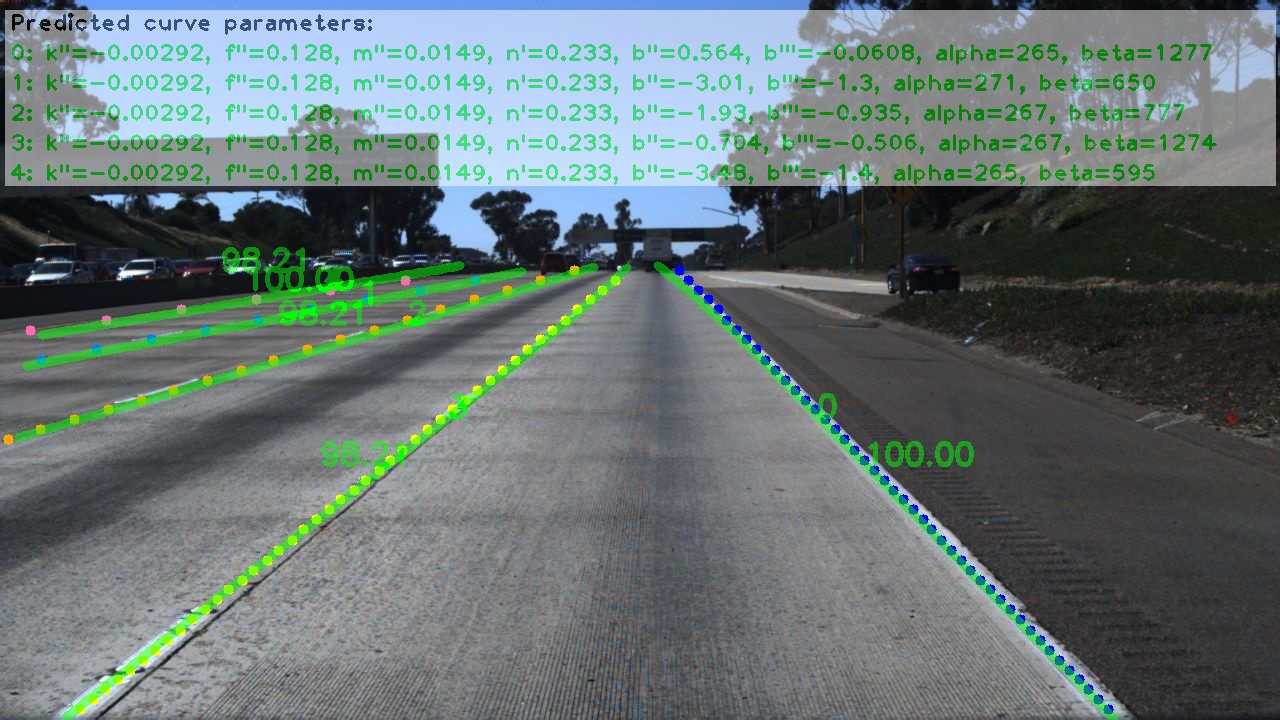 Predicted curve parameters:
0: k''=-0.00292, f''=0.128, m''=0.0149, n'=0.233, b''=0.564, b'''=-0.0608, alpha=265, beta=1277
1: k''=-0.00292, f''=0.128, m''=0.0149, n'=0.233, b''=-3.01, b'''=-1.3, alpha=271, beta=650
2: k''=-0.00292, f''=0.128, m''=0.0149, n'=0.233, b''=-1.93, b'''=-0.935, alpha=267, beta=777
3: k''=-0.00292, f''=0.128, m''=0.0149, n'=0.233, b''=-0.704, b'''=-0.506, alpha=267, beta=1274
4: k''=-0.00292, f''=0.128, m''=0.0149, n'=0.233, b''=-3.48, b'''=-1.4, alpha=265, beta=595
98.21
100.00
1
98.21
2
3
0
98.21
100.00